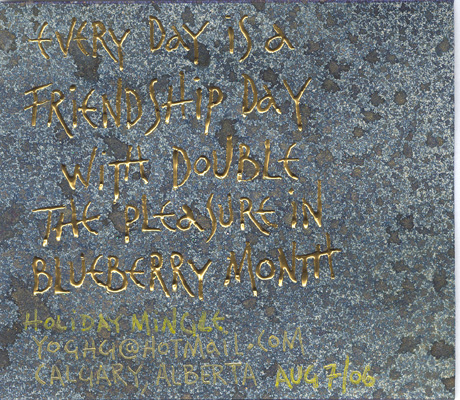 EVERY DAY IS A
FRIENDSHIP DAY
WITH DOUBLE
THE PLEASURE IN
BLUEBERRY MONTH
HOLIDAY MINGLE
YOGHG@HOTMAIL.COM
CALGARY, ALBERTA AUG 7/06